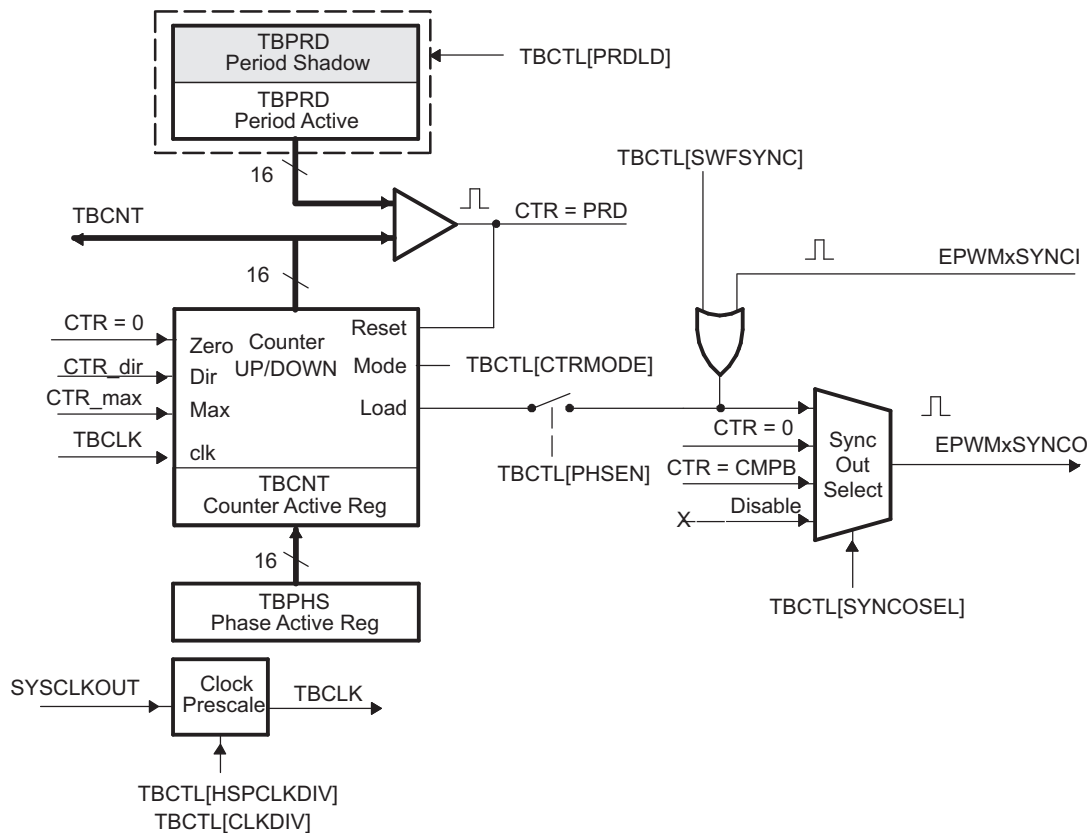 TBPRD
Period Shadow
TBPRD
Period Active
TBCTL[PRDLD]
16
TBCTL[SWFSYNC]
TBCNT
CTR = PRD
16
EPWMxSYNCI
CTR = 0
CTR_dir
CTR_max
TBCLK
Zero
Dir
Max
clk
Counter
UP/DOWN
Reset
Mode
Load
TBCTL[CTRMODE]
TBCNT
Counter Active Reg
TBCTL[PHSEN]
CTR = 0
CTR = CMPB
Disable
X
Sync
Out
Select
EPWMxSYNCO
TBCTL[SYNCOSEL]
16
TBPHS
Phase Active Reg
SYSCLKOUT
Clock
Prescale
TBCLK
TBCTL[HSPCLKDIV]
TBCTL[CLKDIV]